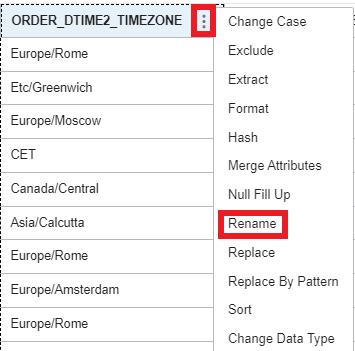 ORDER_DTIME2_TIMEZONE
Europe/Rome
Etc/Greenwich
Europe/Moscow
CET
Canada/Central
Asia/Calcutta
Europe/Rome
Europe/Amsterdam
Europe/Rome
Change Case
Exclude
Extract
Format
Hash
Merge Attributes
Null Fill Up
Rename
Replace
Replace By Pattern
Sort
Change Data Type